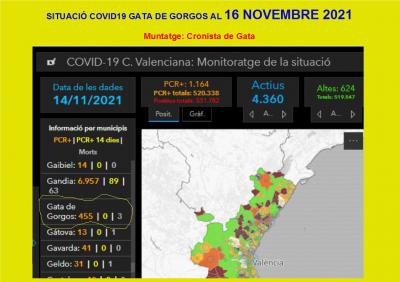 SITUACIÓ COVID19 GATA DE GORGOS AL 16 NOVEMBRE 2021
Muntatge: Cronista de Gata
COVID-19 C. Valenciana: Monitoratge de la situació
Data de les dades
14/11/2021
PCR+: 1.164
PCR+ totals: 520.338
Positius totals: 531.782
Posit. Gràf.
Actius
4.360
A...
Altes: 624
Totals: 519.847
A...
Informació per municipis
PCR+ | PCR+ 14 dies |
Morts
Gaibiel: 14 | 0 | 0
Gandia: 6.957 | 89 |
63
Gata de
Gorgos: 455 | 0 | 3
Gátova: 13 | 0 | 1
Gavarda: 41 | 0 | 0
Geldo: 31 | 0 | 1
València